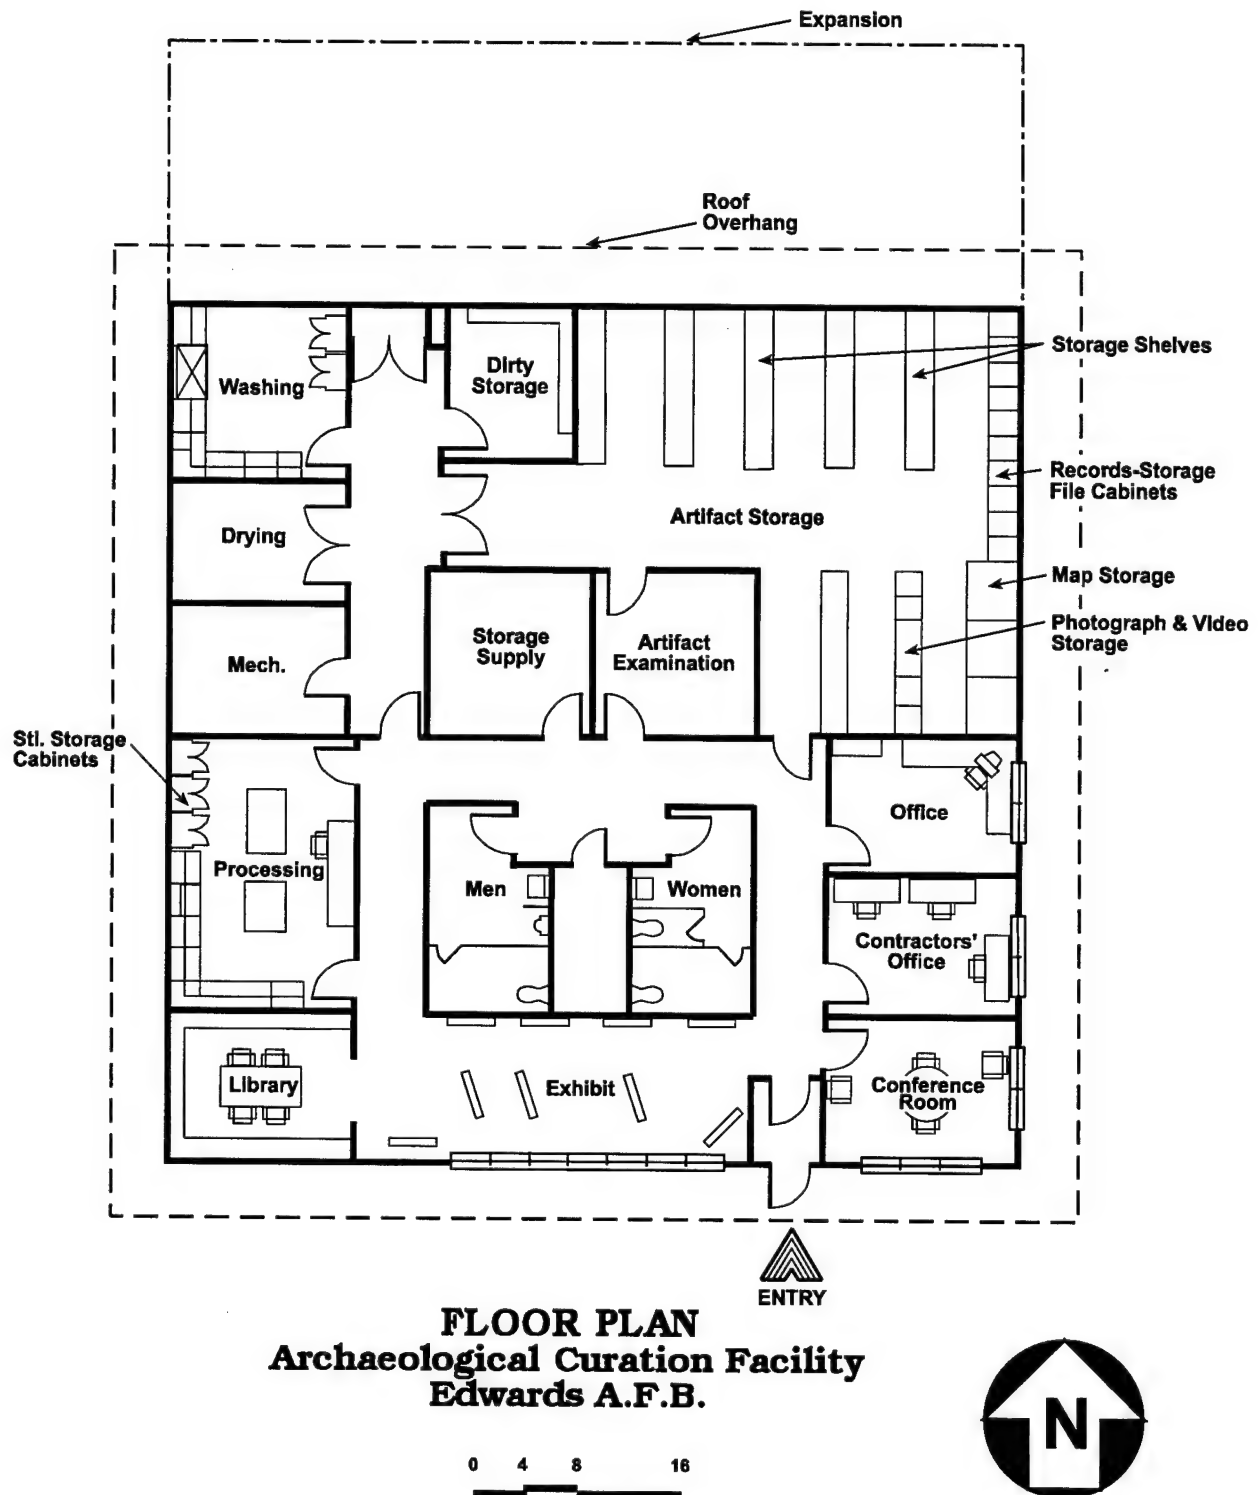 Expansion
Roof
Overhang
Washing
Dirty
Storage
Storage Shelves
Records-Storage
File Cabinets
Artifact Storage
Drying
Map Storage
Photograph & Video
Storage
Storage
Supply
Artifact
Examination
Mech.
Stl. Storage
Cabinets
Office
Processing
Men
Women
Contractors'
Office
Library
Exhibit
Conference
Room
ENTRY
FLOOR PLAN
Archaeological Curation Facility
Edwards A.F.B.
N
0 4 8 16